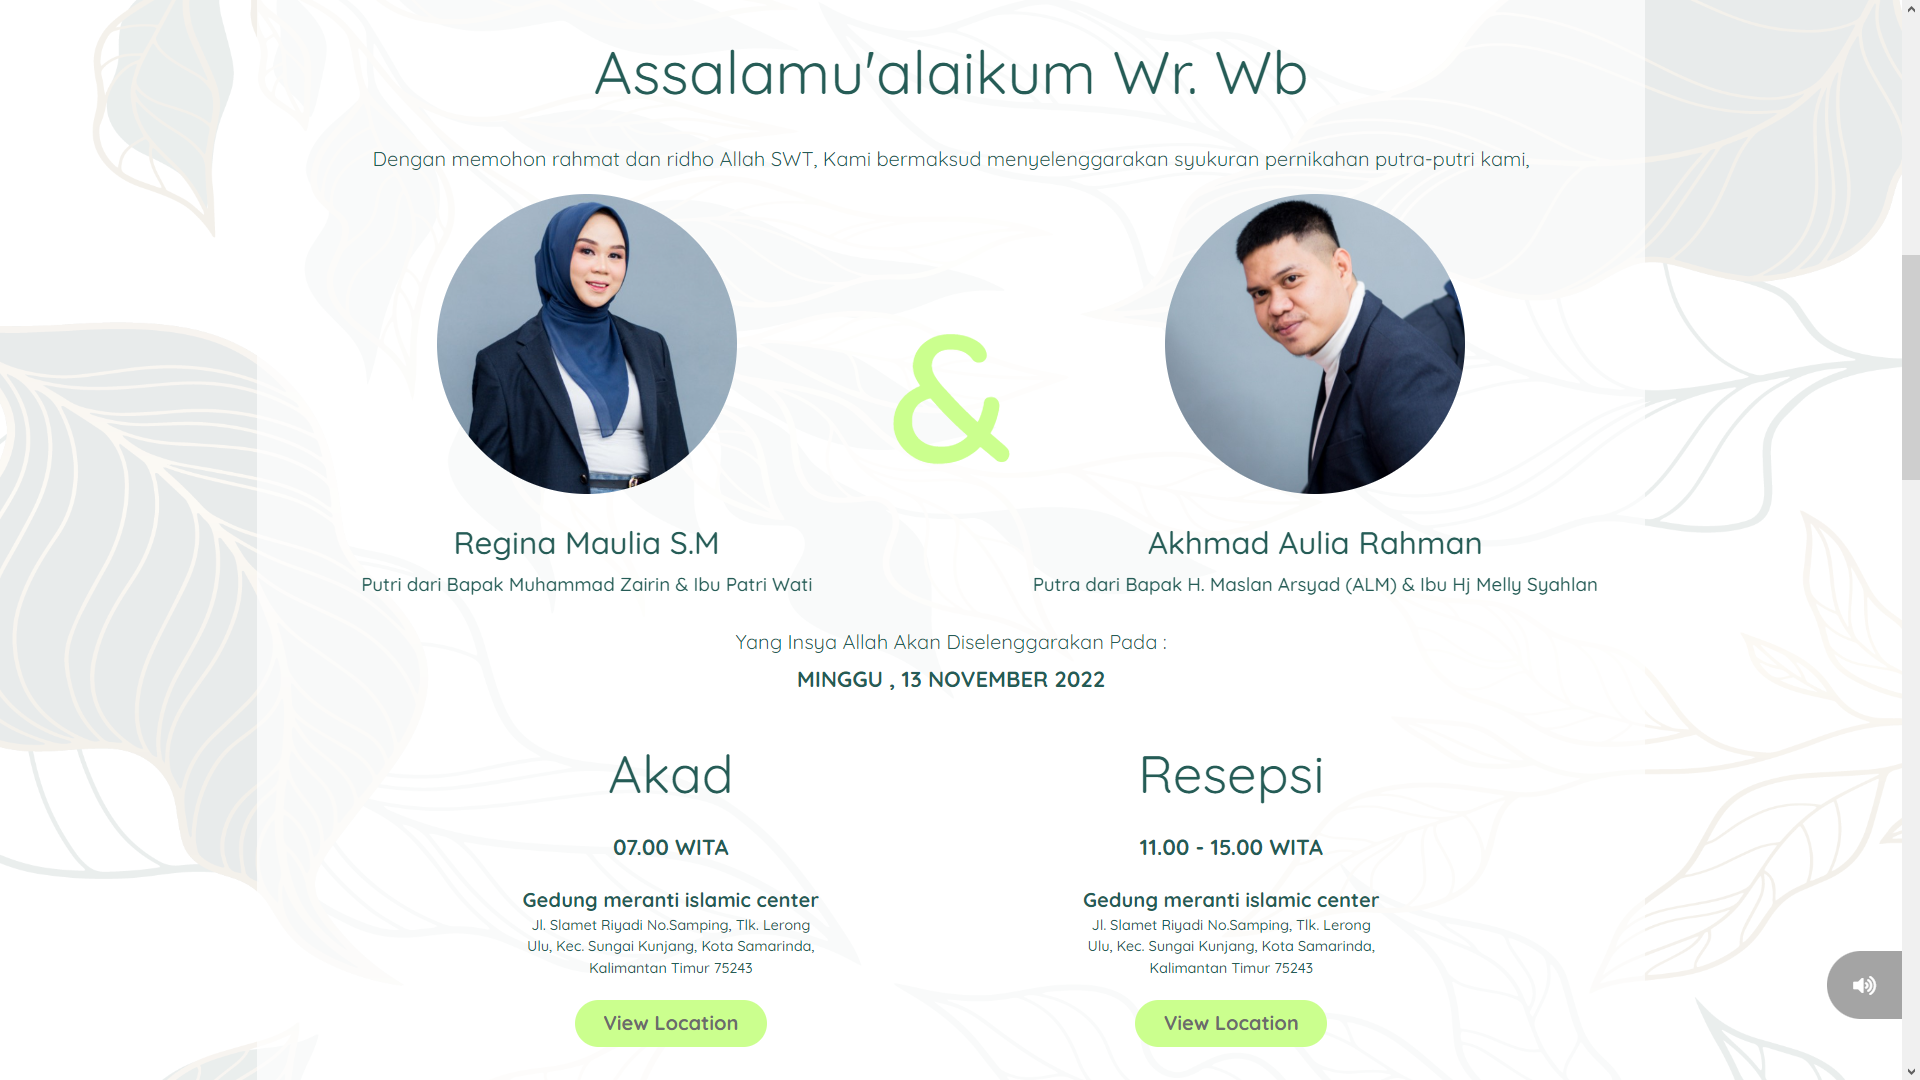 Assalamu'alaikum Wr. Wb
Dengan memohon rahmat dan ridho Allah SWT, Kami bermaksud menyelenggarakan syukuran pernikahan putra-putri kami,
&
Regina Maulia S.M
Putri dari Bapak Muhammad Zairin & Ibu Patri Wati
Akhmad Aulia Rahman
Putra dari Bapak H. Maslan Arsyad (ALM) & Ibu Hj Melly Syahlan
Yang Insya Allah Akan Diselenggarakan Pada :
MINGGU , 13 NOVEMBER 2022
Akad
07.00 WITA
Gedung meranti islamic center
Jl. Slamet Riyadi No.Samping, Tlk. Lerong
Ulu, Kec. Sungai Kunjang, Kota Samarinda,
Kalimantan Timur 75243
View Location
Resepsi
11.00 - 15.00 WITA
Gedung meranti islamic center
Jl. Slamet Riyadi No.Samping, Tlk. Lerong
Ulu, Kec. Sungai Kunjang, Kota Samarinda,
Kalimantan Timur 75243
View Location